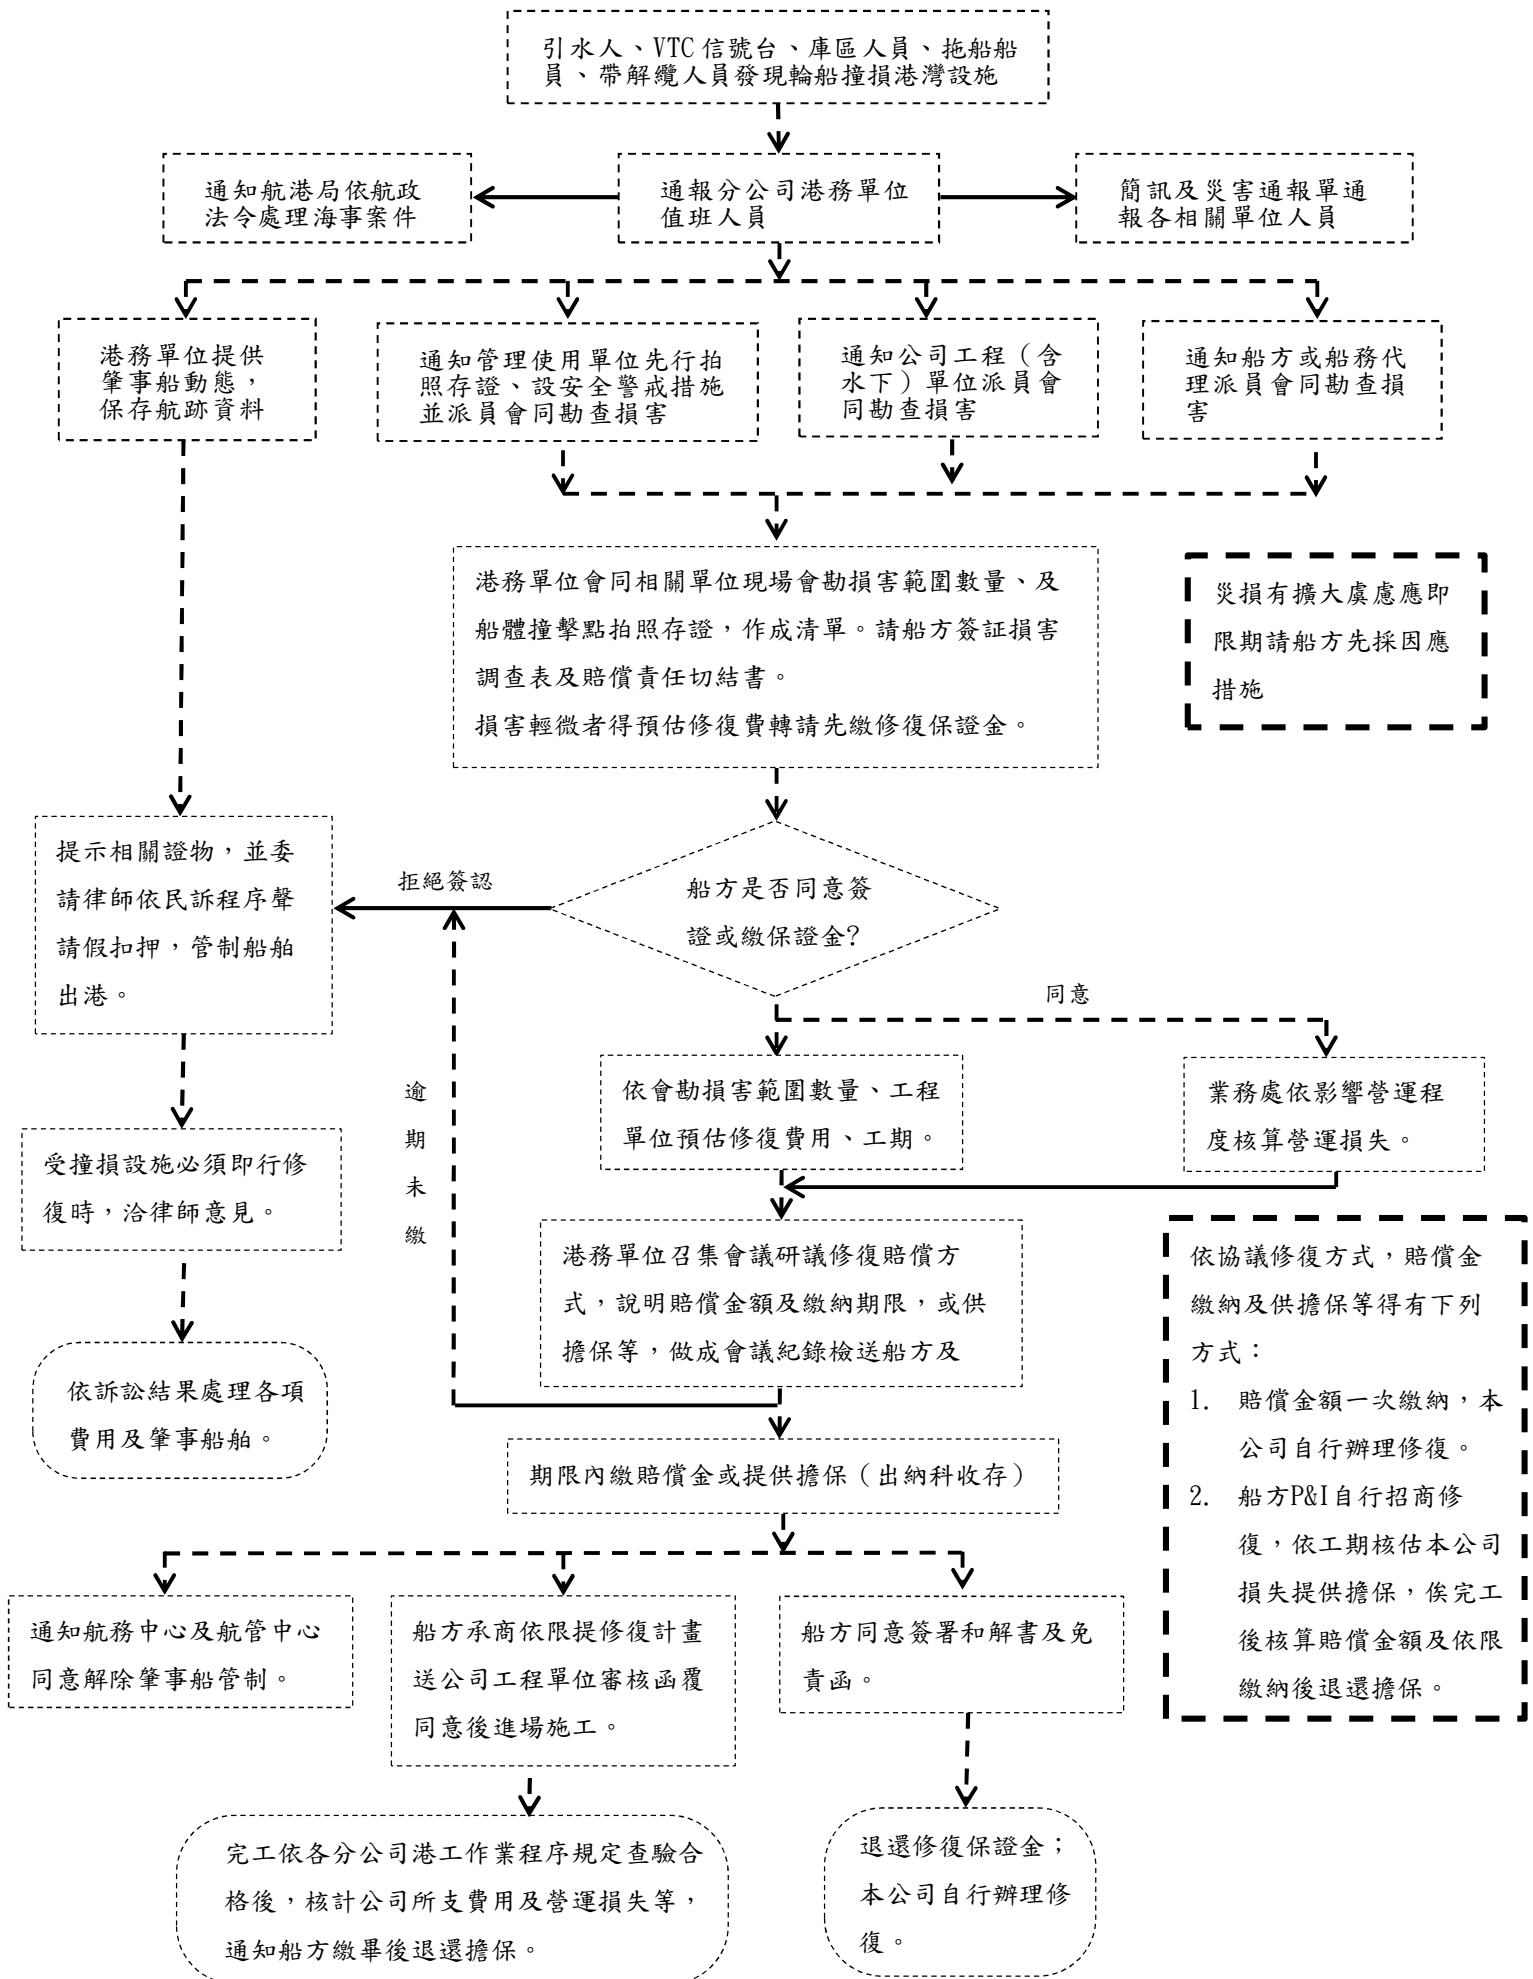 引水人、VTC 信號台、庫區人員、拖船船
員、帶解纜人員發現輪船撞損港灣設施
通知航港局依航政
法令處理海事案件
通報分公司港務單位
值班人員
簡訊及災害通報單通
報各相關單位人員
港務單位提供
肇事船動態，
保存航跡資料
通知管理使用單位先行拍
照存證、設安全警戒措施
並派員會同勘查損害
通知公司工程（含
水下）單位派員會
同勘查損害
通知船方或船務代
理派員會同勘查損
害
港務單位會同相關單位現場會勘損害範圍數量、及
船體撞擊點拍照存證，作成清單。請船方簽証損害
調查表及賠償責任切結書。
損害輕微者得預估修復費轉請先繳修復保證金。
災損有擴大虞慮應即
限期請船方先採因應
措施
提示相關證物，並委
請律師依民訴程序聲
請假扣押，管制船舶
出港。
拒絕簽認
船方是否同意簽
證或繳保證金?
同意
逾
期
未
繳
依會勘損害範圍數量、工程
單位預估修復費用、工期。
業務處依影響營運程
度核算營運損失。
受撞損設施必須即行修
復時，洽律師意見。
港務單位召集會議研議修復賠償方
式，說明賠償金額及繳納期限，或供
擔保等，做成會議紀錄檢送船方及
依協議修復方式，賠償金
繳納及供擔保等得有下列
方式：
1. 賠償金額一次繳納，本
公司自行辦理修復。
2. 船方P&I自行招商修
復，依工期核估本公司
損失提供擔保，俟完工
後核算賠償金額及依限
繳納後退還擔保。
依訴訟結果處理各項
費用及肇事船舶。
期限內繳賠償金或提供擔保（出納科收存）
通知航務中心及航管中心
同意解除肇事船管制。
船方承商依限提修復計畫
送公司工程單位審核函覆
同意後進場施工。
船方同意簽署和解書及免
責函。
完工依各分公司港工作業程序規定查驗合
格後，核計公司所支費用及營運損失等，
通知船方繳畢後退還擔保。
退還修復保證金；
本公司自行辦理修
復。